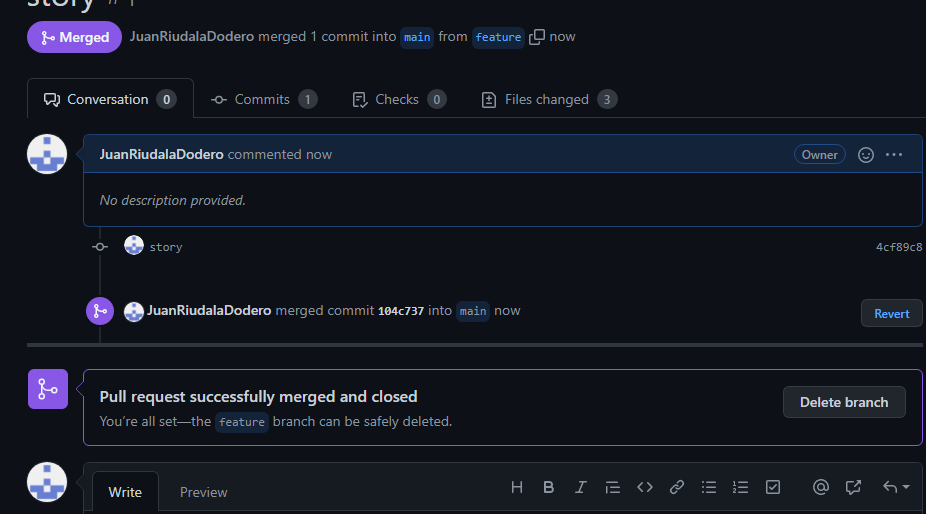 story #1
Merged JuanRiudalaDodero merged 1 commit into main from feature now
Conversation 0 Commits 1 Checks 0 Files changed 3
JuanRiudalaDodero commented now Owner
No description provided.
story 4cf89c8
JuanRiudalaDodero merged commit 104c737 into main now Revert
Pull request successfully merged and closed
You’re all set—the feature branch can be safely deleted.
Delete branch
Write Preview